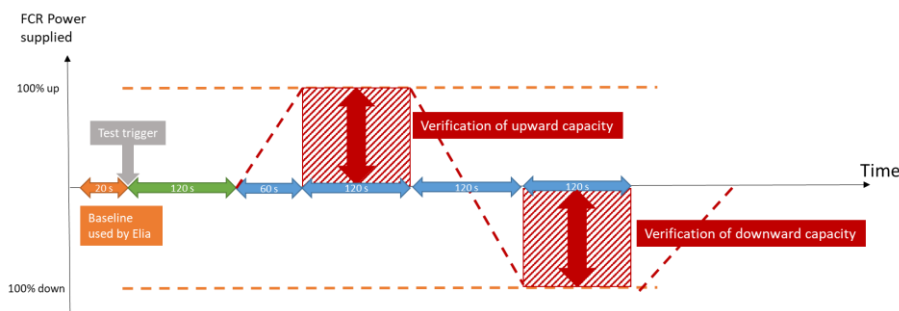 FCR Power
supplied
100% up
Test trigger
Verification of upward capacity
Time
20 s
120 s
60 s
120 s
120 s
120 s
Baseline
used by Elia
Verification of downward capacity
100% down